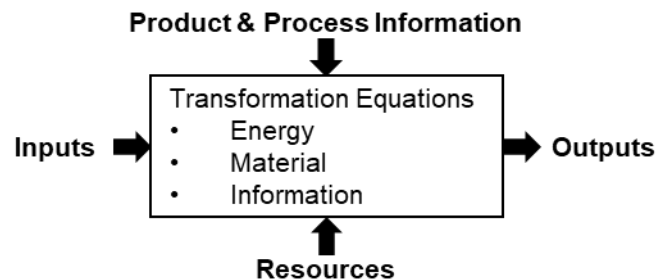 Product & Process Information
Transformation Equations
• Energy
Inputs
• Material
Outputs
• Information
Resources